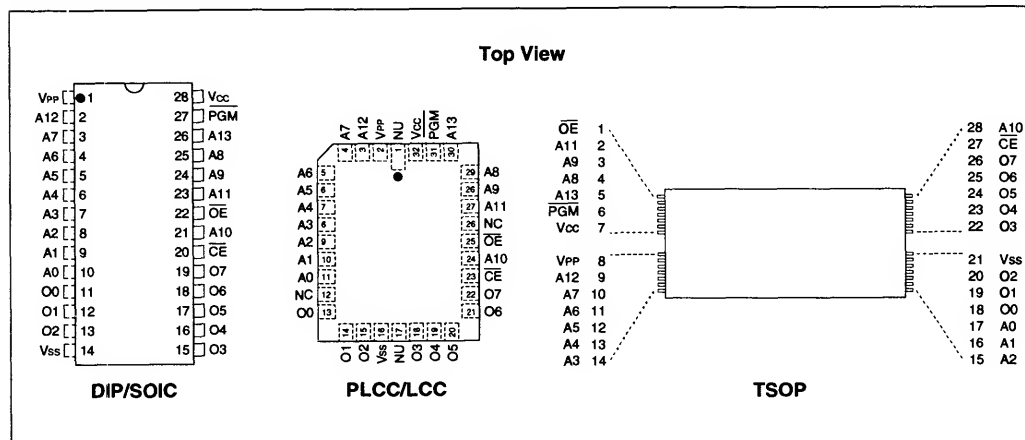 Top View
VPP 1 28 VCC
A12 2 27 PGM
A7 3 26 A13
A6 4 25 A8
A5 5 24 A9
A4 6 23 A11
A3 7 22 OE
A2 8 21 A10
A1 9 20 CE
A0 10 19 O7
O0 11 18 O6
O1 12 17 O5
O2 13 16 O4
VSS 14 15 O3
DIP/SOIC
A7 A12 VPP NU VCC PGM A13
4 3 2 1 32 31 30
A6 5 29 A8
A5 6 28 A9
A4 7 27 A11
A3 8 26 NC
A2 9 25 OE
A1 10 24 A10
A0 11 23 CE
NC 12 22 O7
O0 13 21 O6
14 15 16 17 18 19 20
O1 O2 VSS NU O3 O4 O5
PLCC/LCC
OE 1
A11 2
A9 3
A8 4
A13 5
PGM 6
VCC 7
VPP 8
A12 9
A7 10
A6 11
A5 12
A4 13
A3 14
28 A10
27 CE
26 O7
25 O6
24 O5
23 O4
22 O3
21 VSS
20 O2
19 O1
18 O0
17 A0
16 A1
15 A2
TSOP